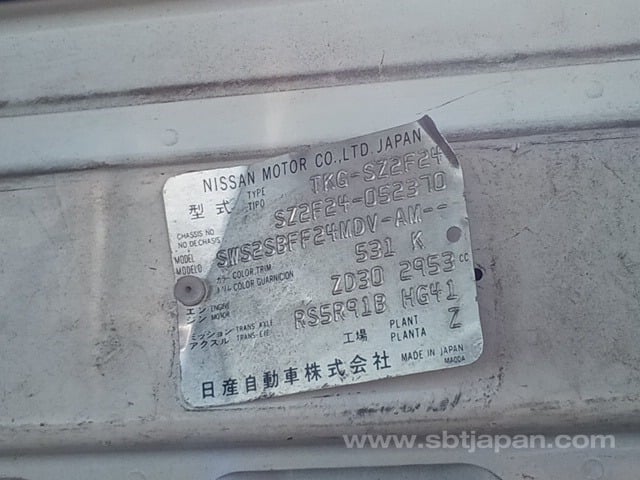 NISSAN MOTOR CO.,LTD. JAPAN
型式 TYPE TIPO TKG-SZ2F24
CHASSIS NO NO DE CHASIS SZ2F24-052370
MODEL MODELO SWS2SBFF24MDV-AM--
カラー COLOR,TRIM トリム COLOR GUARNICION 531 K
エンジン ENGINE MOTOR ZD30 2953cc
ミッション TRANS. AXLE アクスル TRANS-EJE RS5R91B HG41
工場 PLANT PLANTA Z
日産自動車株式会社 MADE IN JAPAN
www.sbtjapan.com